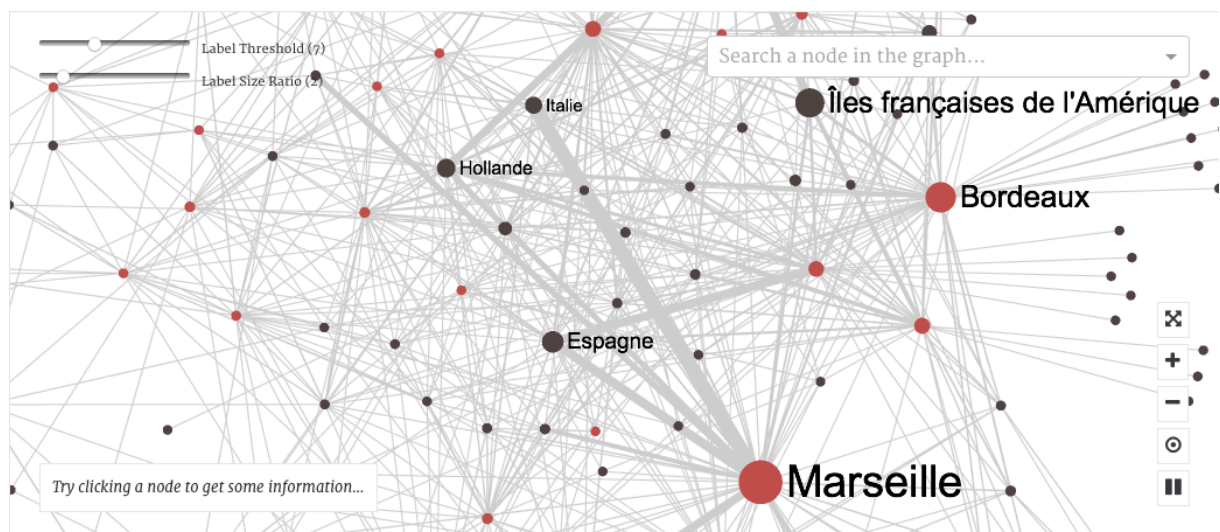 Label Threshold (7)
Search a node in the graph...
Label Size Ratio (2)
Italie
Îles françaises de l'Amérique
Hollande
Bordeaux
Espagne
Marseille
Try clicking a node to get some information...